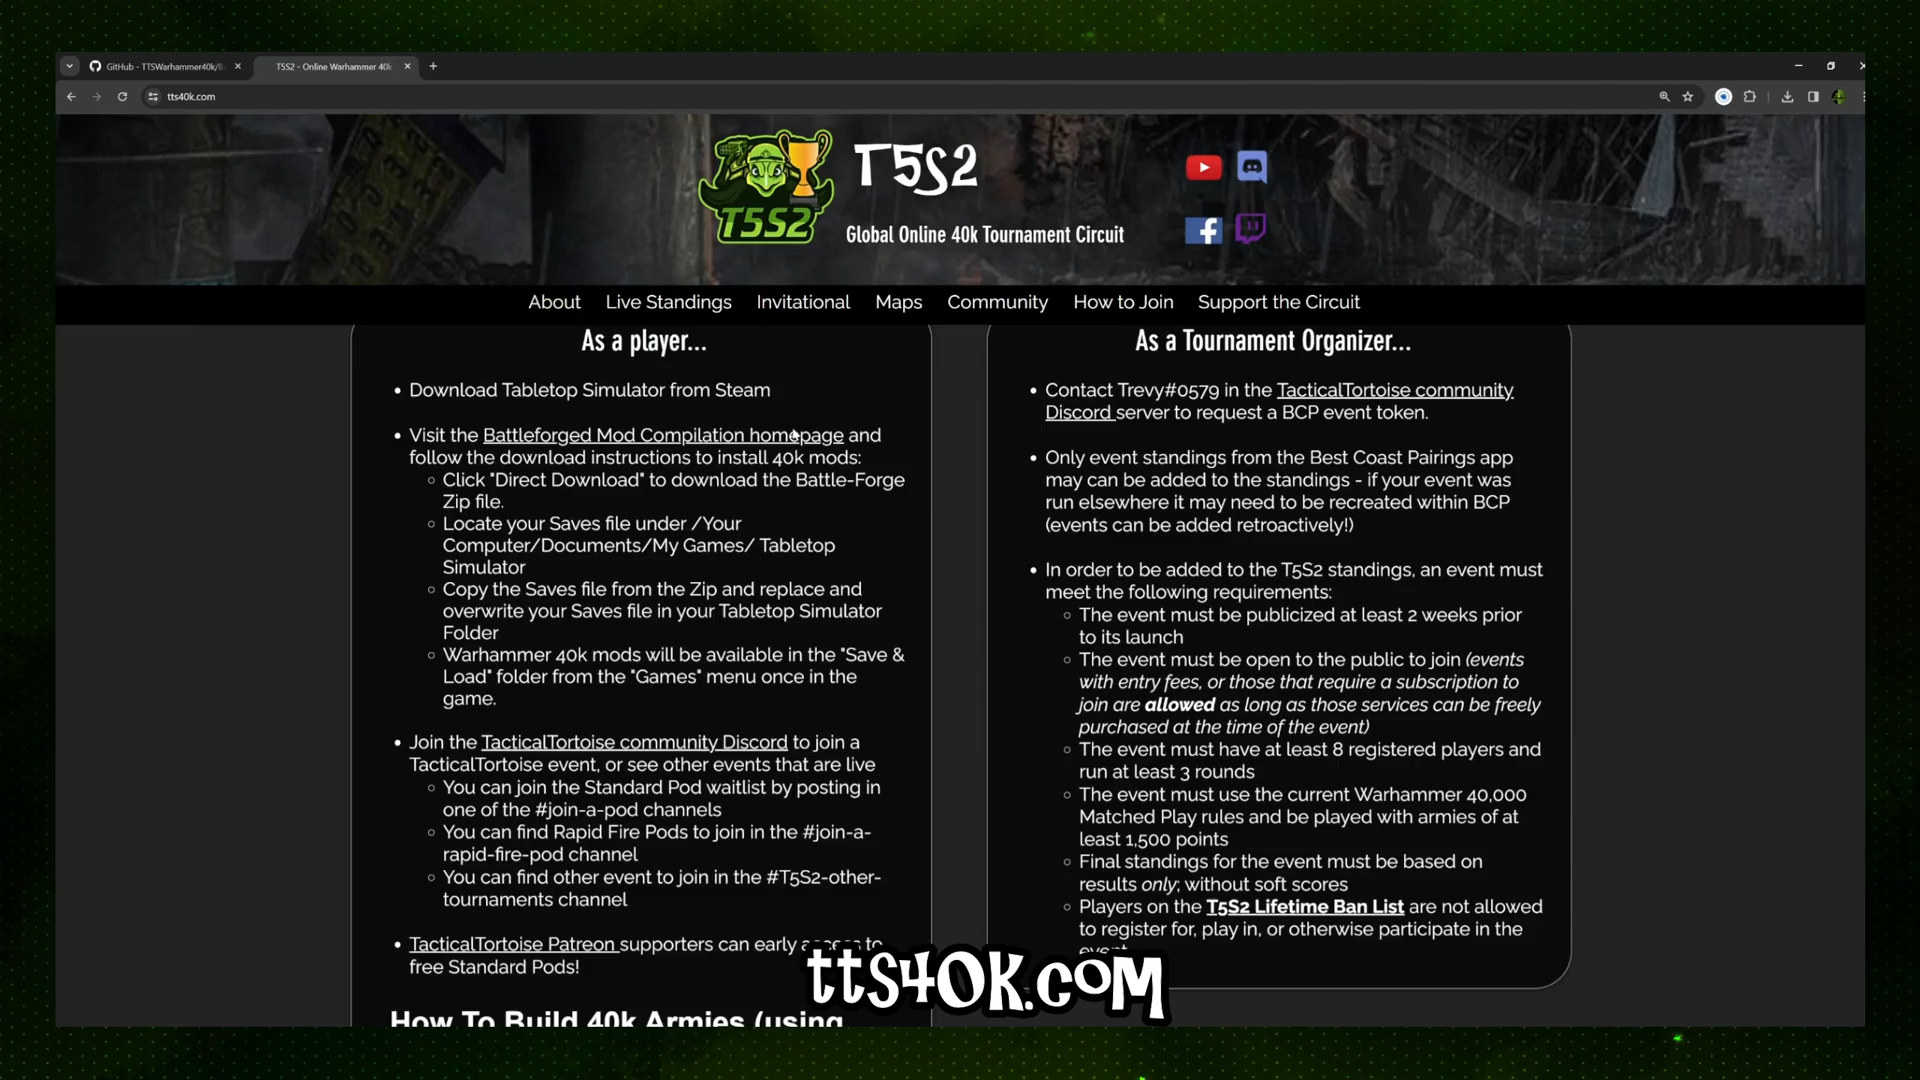 GitHub - TTSWarhammer40k/B
T5S2 - Online Warhammer 40k
tts40k.com
T5S2
T5S2
Global Online 40k Tournament Circuit
About
Live Standings
Invitational
Maps
Community
How to Join
Support the Circuit
As a player...
Download Tabletop Simulator from Steam
Visit the Battleforged Mod Compilation homepage and
follow the download instructions to install 40k mods:
Click "Direct Download" to download the Battle-Forge
Zip file.
Locate your Saves file under /Your
Computer/Documents/My Games/ Tabletop
Simulator
Copy the Saves file from the Zip and replace and
overwrite your Saves file in your Tabletop Simulator
Folder
Warhammer 40k mods will be available in the "Save &
Load" folder from the "Games" menu once in the
game.
Join the TacticalTortoise community Discord to join a
TacticalTortoise event, or see other events that are live
You can join the Standard Pod waitlist by posting in
one of the #join-a-pod channels
You can find Rapid Fire Pods to join in the #join-a-
rapid-fire-pod channel
You can find other event to join in the #T5S2-other-
tournaments channel
TacticalTortoise Patreon supporters can early access to
free Standard Pods!
How To Build 40k Armies (using
As a Tournament Organizer...
Contact Trevy#0579 in the TacticalTortoise community
Discord server to request a BCP event token.
Only event standings from the Best Coast Pairings app
may can be added to the standings - if your event was
run elsewhere it may need to be recreated within BCP
(events can be added retroactively!)
In order to be added to the T5S2 standings, an event must
meet the following requirements:
The event must be publicized at least 2 weeks prior
to its launch
The event must be open to the public to join (events
with entry fees, or those that require a subscription to
join are allowed as long as those services can be freely
purchased at the time of the event)
The event must have at least 8 registered players and
run at least 3 rounds
The event must use the current Warhammer 40,000
Matched Play rules and be played with armies of at
least 1,500 points
Final standings for the event must be based on
results only; without soft scores
Players on the T5S2 Lifetime Ban List are not allowed
to register for, play in, or otherwise participate in the
event
ttS40K.coM